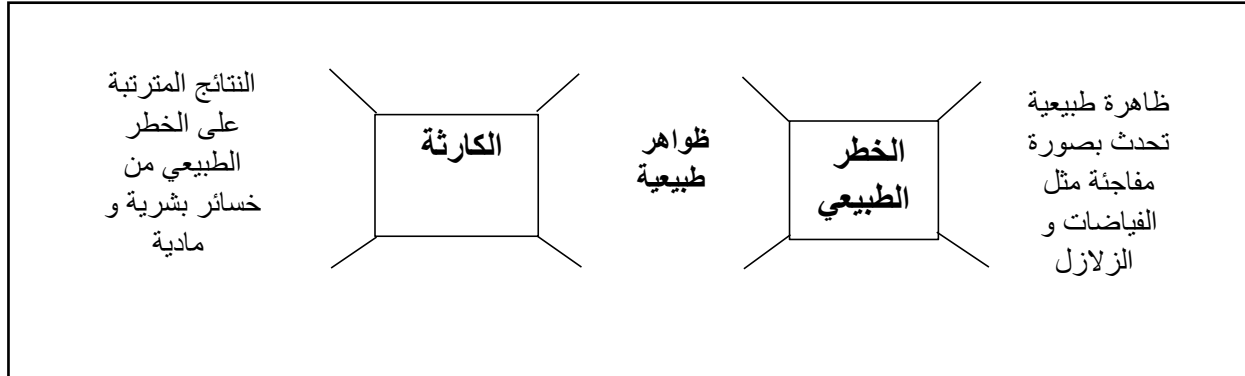 ظاهرة طبيعية
تحدث بصورة
مفاجئة مثل
الفياضات و
الزلازل
الخطر
الطبيعي
ظواهر
طبيعية
الكارثة
النتائج المترتبة
على الخطر
الطبيعي من
خسائر بشرية و
مادية